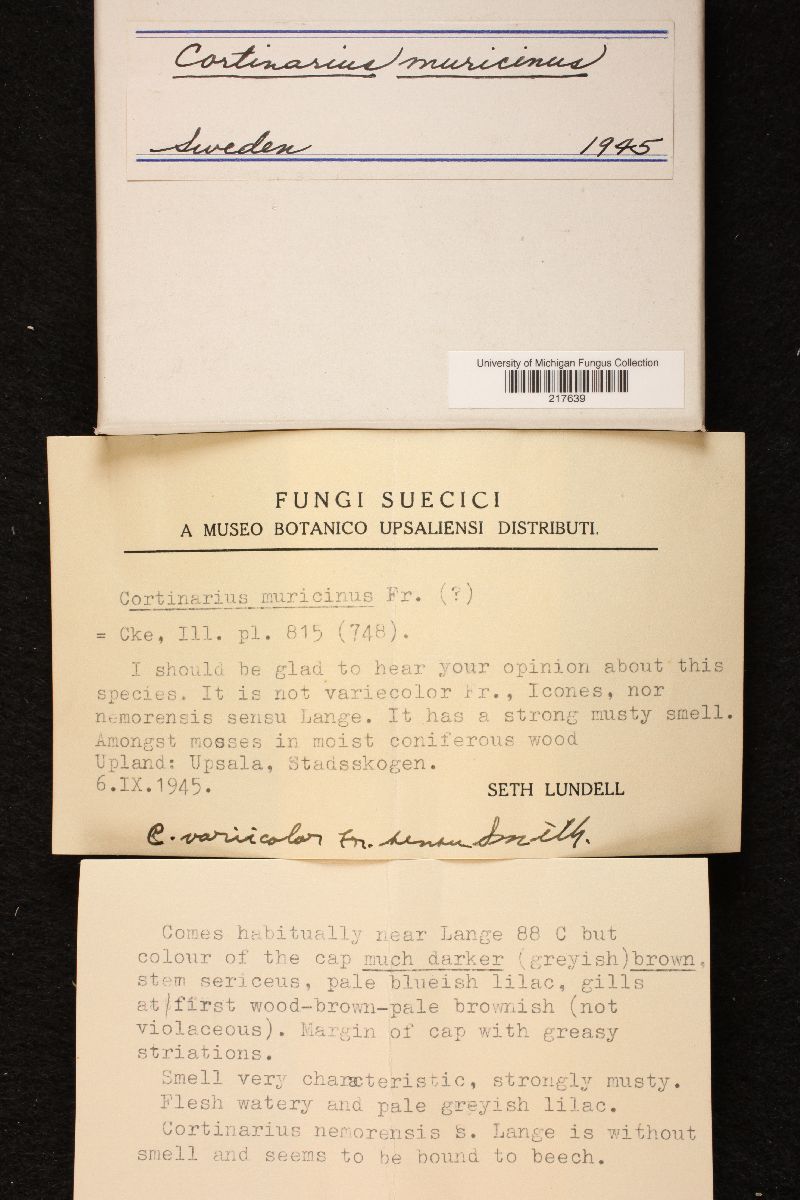 Cortinarius muricinus
Sweden 1945
University of Michigan Fungus Collection
217639
FUNGI SUECICI
A MUSEO BOTANICO UPSALIENSI DISTRIBUTI.
Cortinarius muricinus Fr. (?)
= Cke, Ill. pl. 815 (748).
I should be glad to hear your opinion about this
species. It is not variecolor Fr., Icones, nor
nemorensis sensu Lange. It has a strong musty smell.
Amongst mosses in moist coniferous wood
Upland: Upsala, Stadsskogen.
6.IX.1945. SETH LUNDELL
C. variicolor Fr. sensu Smith.
Comes habitually near Lange 88 C but
colour of the cap much darker (greyish)brown,
stem sericeus, pale blueish lilac, gills
at/first wood-brown-pale brownish (not
violaceous). Margin of cap with greasy
striations.
Smell very characteristic, strongly musty.
Flesh watery and pale greyish lilac.
Cortinarius nemorensis s. Lange is without
smell and seems to be bound to beech.